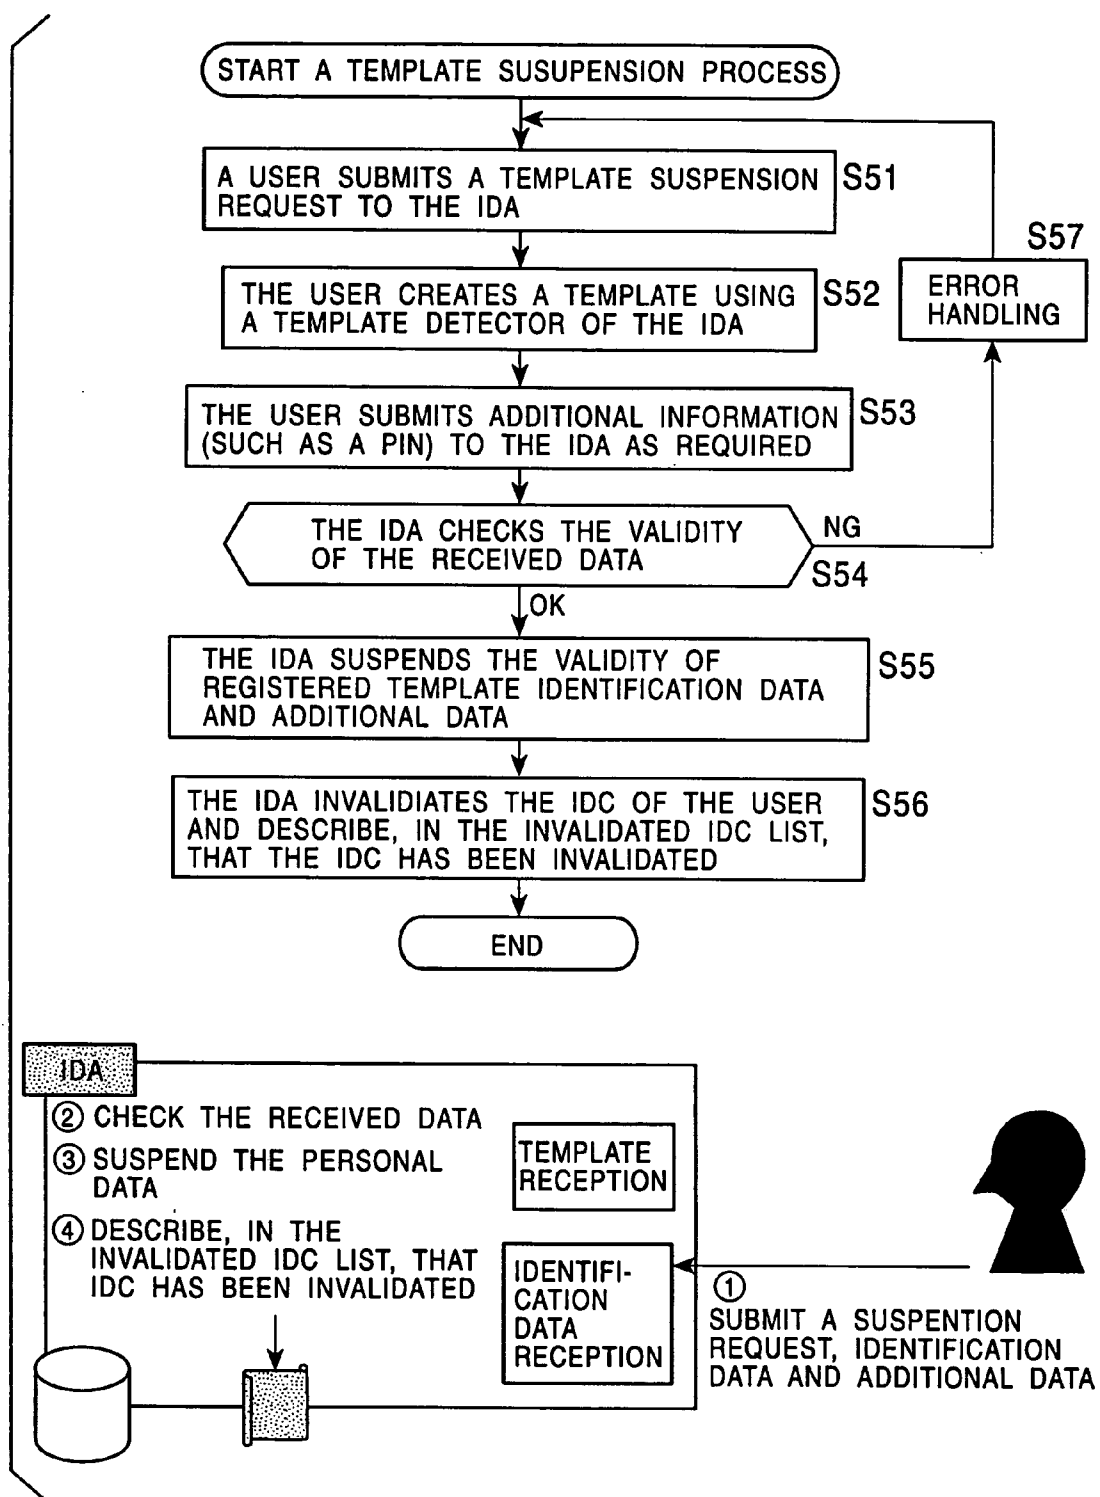 START A TEMPLATE SUSUPENSION PROCESS
A USER SUBMITS A TEMPLATE SUSPENSION
REQUEST TO THE IDA
S51
S57
THE USER CREATES A TEMPLATE USING
A TEMPLATE DETECTOR OF THE IDA
S52
ERROR
HANDLING
THE USER SUBMITS ADDITIONAL INFORMATION
(SUCH AS A PIN) TO THE IDA AS REQUIRED
S53
THE IDA CHECKS THE VALIDITY
OF THE RECEIVED DATA
NG
S54
OK
THE IDA SUSPENDS THE VALIDITY OF
REGISTERED TEMPLATE IDENTIFICATION DATA
AND ADDITIONAL DATA
S55
THE IDA INVALIDIATES THE IDC OF THE USER
AND DESCRIBE, IN THE INVALIDATED IDC LIST,
THAT THE IDC HAS BEEN INVALIDATED
S56
END
IDA
② CHECK THE RECEIVED DATA
③ SUSPEND THE PERSONAL
DATA
④ DESCRIBE, IN THE
INVALIDATED IDC LIST, THAT
IDC HAS BEEN INVALIDATED
TEMPLATE
RECEPTION
IDENTIFI-
CATION
DATA
RECEPTION
①
SUBMIT A SUSPENTION
REQUEST, IDENTIFICATION
DATA AND ADDITIONAL DATA